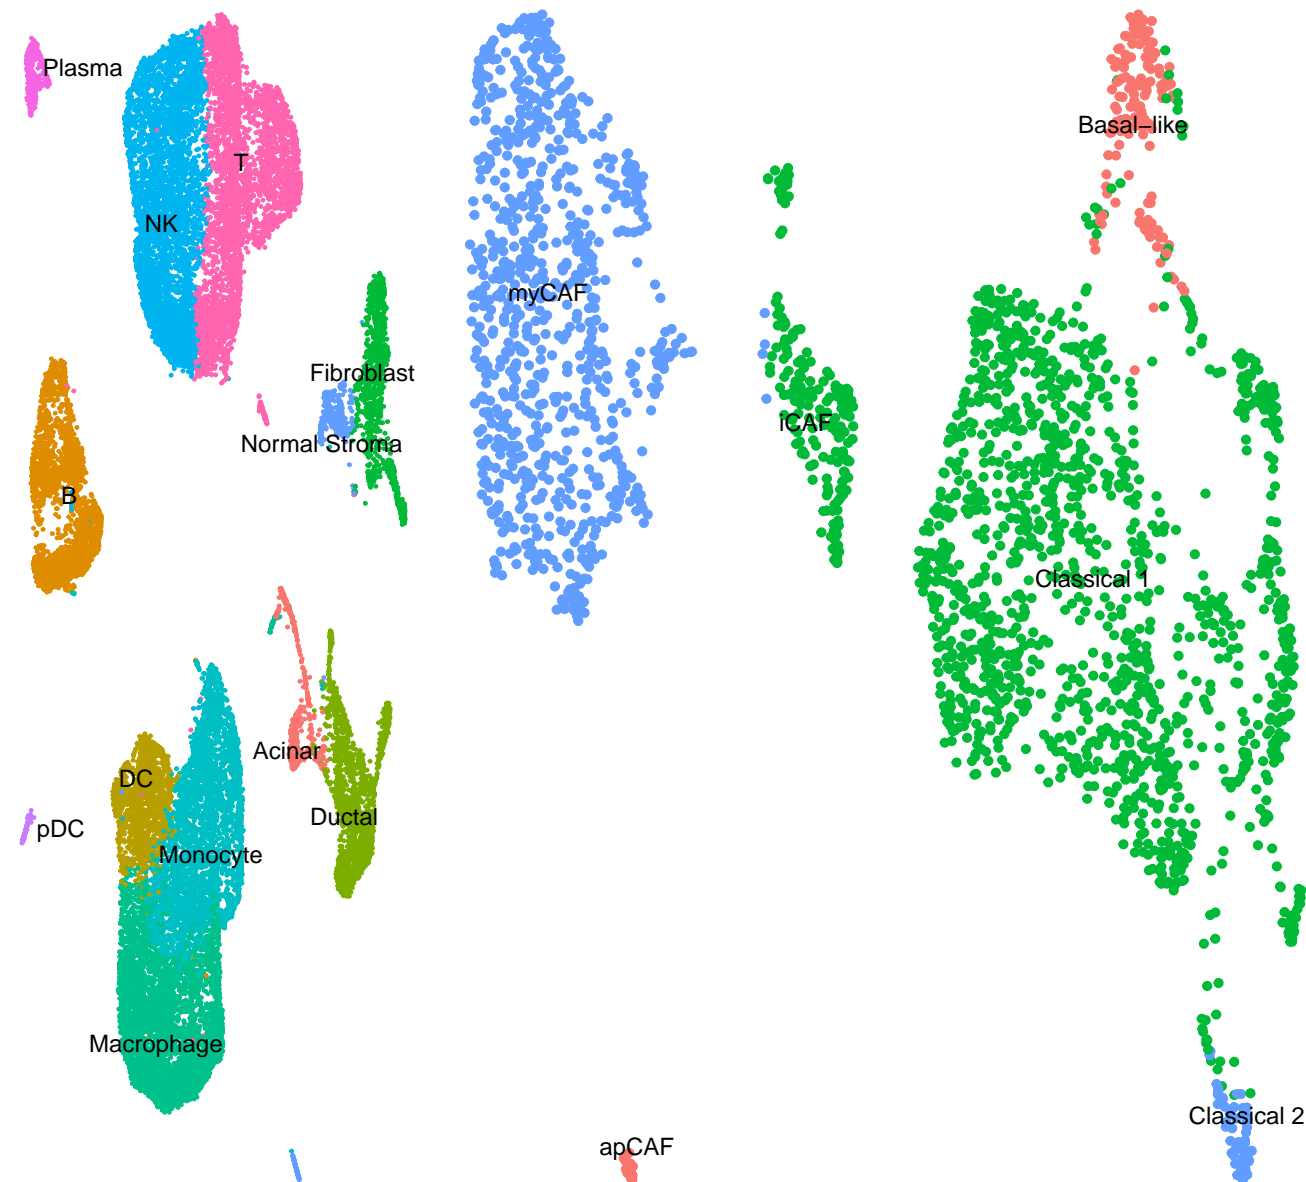 Plasma
T
NK
Fibroblast
Normal Stroma
B
Acinar
DC
Ductal
pDC
Monocyte
Macrophage
myCAF
iCAF
apCAF
Basal−like
Classical 1
Classical 2